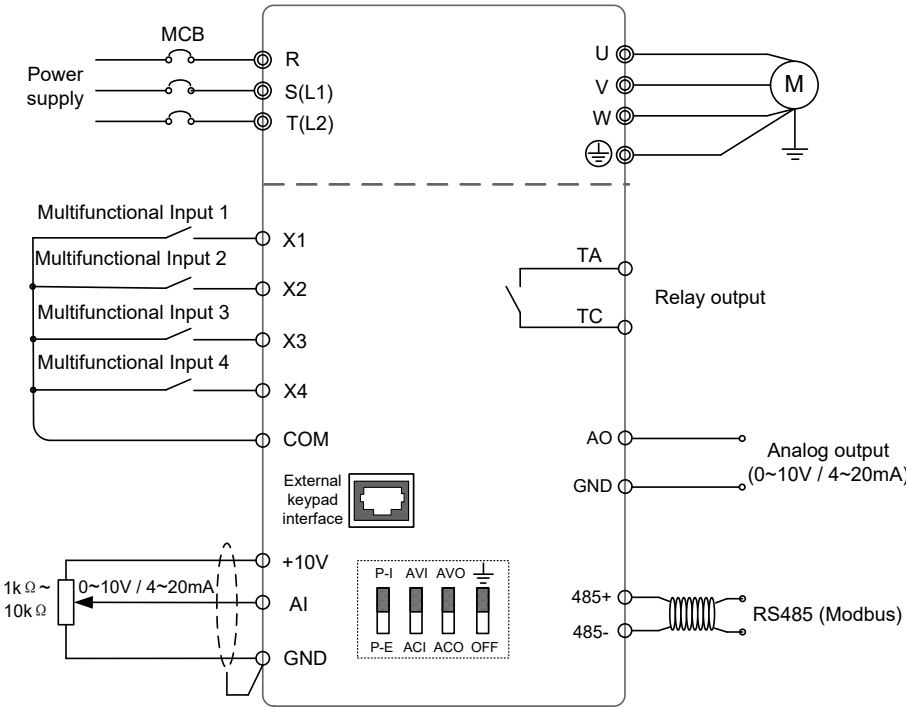 MCB
Power
supply
R
S(L1)
T(L2)
U
V
W
M
Multifunctional Input 1
X1
Multifunctional Input 2
X2
Multifunctional Input 3
X3
Multifunctional Input 4
X4
COM
TA
TC
Relay output
AO
GND
Analog output
(0~10V / 4~20mA)
External
keypad
interface
+10V
AI
GND
1kΩ~
10kΩ
0~10V / 4~20mA
P-I AVI AVO
P-E ACI ACO OFF
485+
485-
RS485 (Modbus)